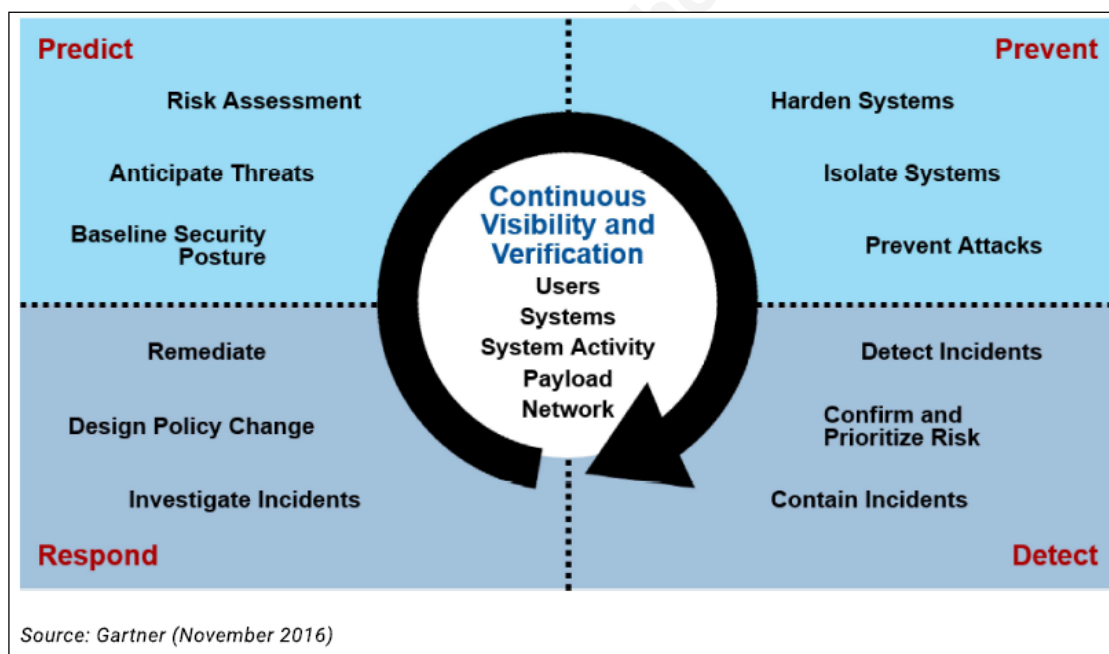 Predict
Risk Assessment
Anticipate Threats
Baseline Security
Posture
Prevent
Harden Systems
Isolate Systems
Prevent Attacks
Continuous
Visibility and
Verification
Users
Systems
System Activity
Payload
Network
Remediate
Design Policy Change
Investigate Incidents
Respond
Detect Incidents
Confirm and
Prioritize Risk
Contain Incidents
Detect
Source: Gartner (November 2016)